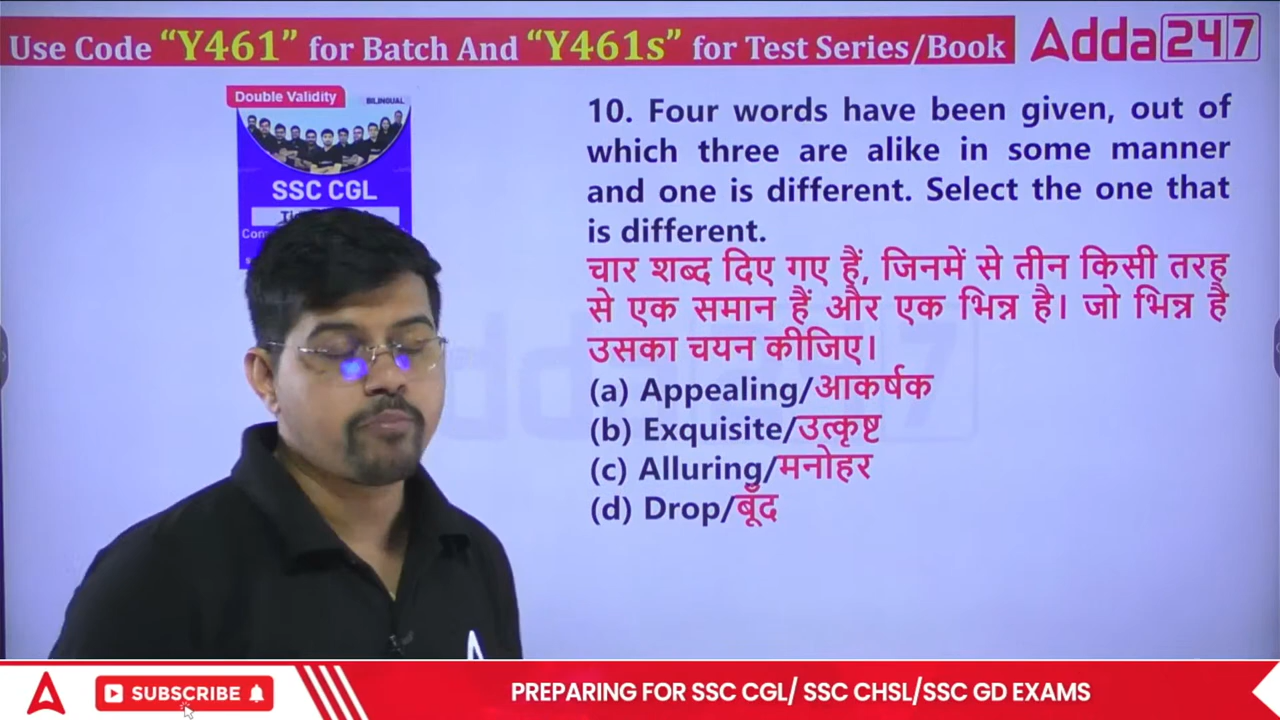 Use Code “Y461” for Batch And “Y461s” for Test Series/Book
Adda247
Double Validity
BILINGUAL
SSC CGL
10. Four words have been given, out of
which three are alike in some manner
and one is different. Select the one that
is different.
चार शब्द दिए गए हैं, जिनमें से तीन किसी तरह
से एक समान हैं और एक भिन्न है। जो भिन्न है
उसका चयन कीजिए।
(a) Appealing/आकर्षक
(b) Exquisite/उत्कृष्ट
(c) Alluring/मनोहर
(d) Drop/बूँद
SUBSCRIBE
PREPARING FOR SSC CGL/ SSC CHSL/SSC GD EXAMS